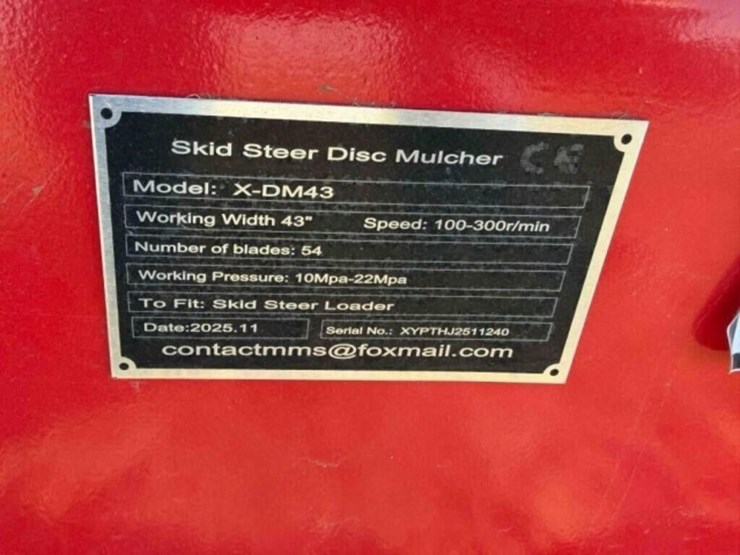 Skid Steer Disc Mulcher CE
Model: X-DM43
Working Width 43" Speed: 100-300r/min
Number of blades: 54
Working Pressure: 10Mpa-22Mpa
To Fit: Skid Steer Loader
Date:2025.11 Serial No.: XYPTHJ2511240
contactmms@foxmail.com